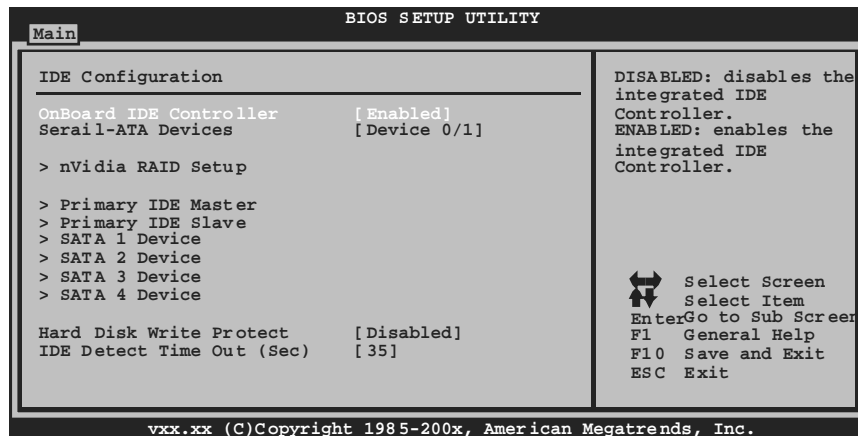 BIOS SETUP UTILITY
Main
IDE Configuration
OnBoard IDE Controller [Enabled]
Serail-ATA Devices [Device 0/1]
> nVidia RAID Setup
> Primary IDE Master
> Primary IDE Slave
> SATA 1 Device
> SATA 2 Device
> SATA 3 Device
> SATA 4 Device
Hard Disk Write Protect [Disabled]
IDE Detect Time Out (Sec) [35]
DISABLED: disables the
integrated IDE
Controller.
ENABLED: enables the
integrated IDE
Controller.
Select Screen
Select Item
Enter Go to Sub Screen
F1 General Help
F10 Save and Exit
ESC Exit
vxx.xx (C)Copyright 1985-200x, American Megatrends, Inc.